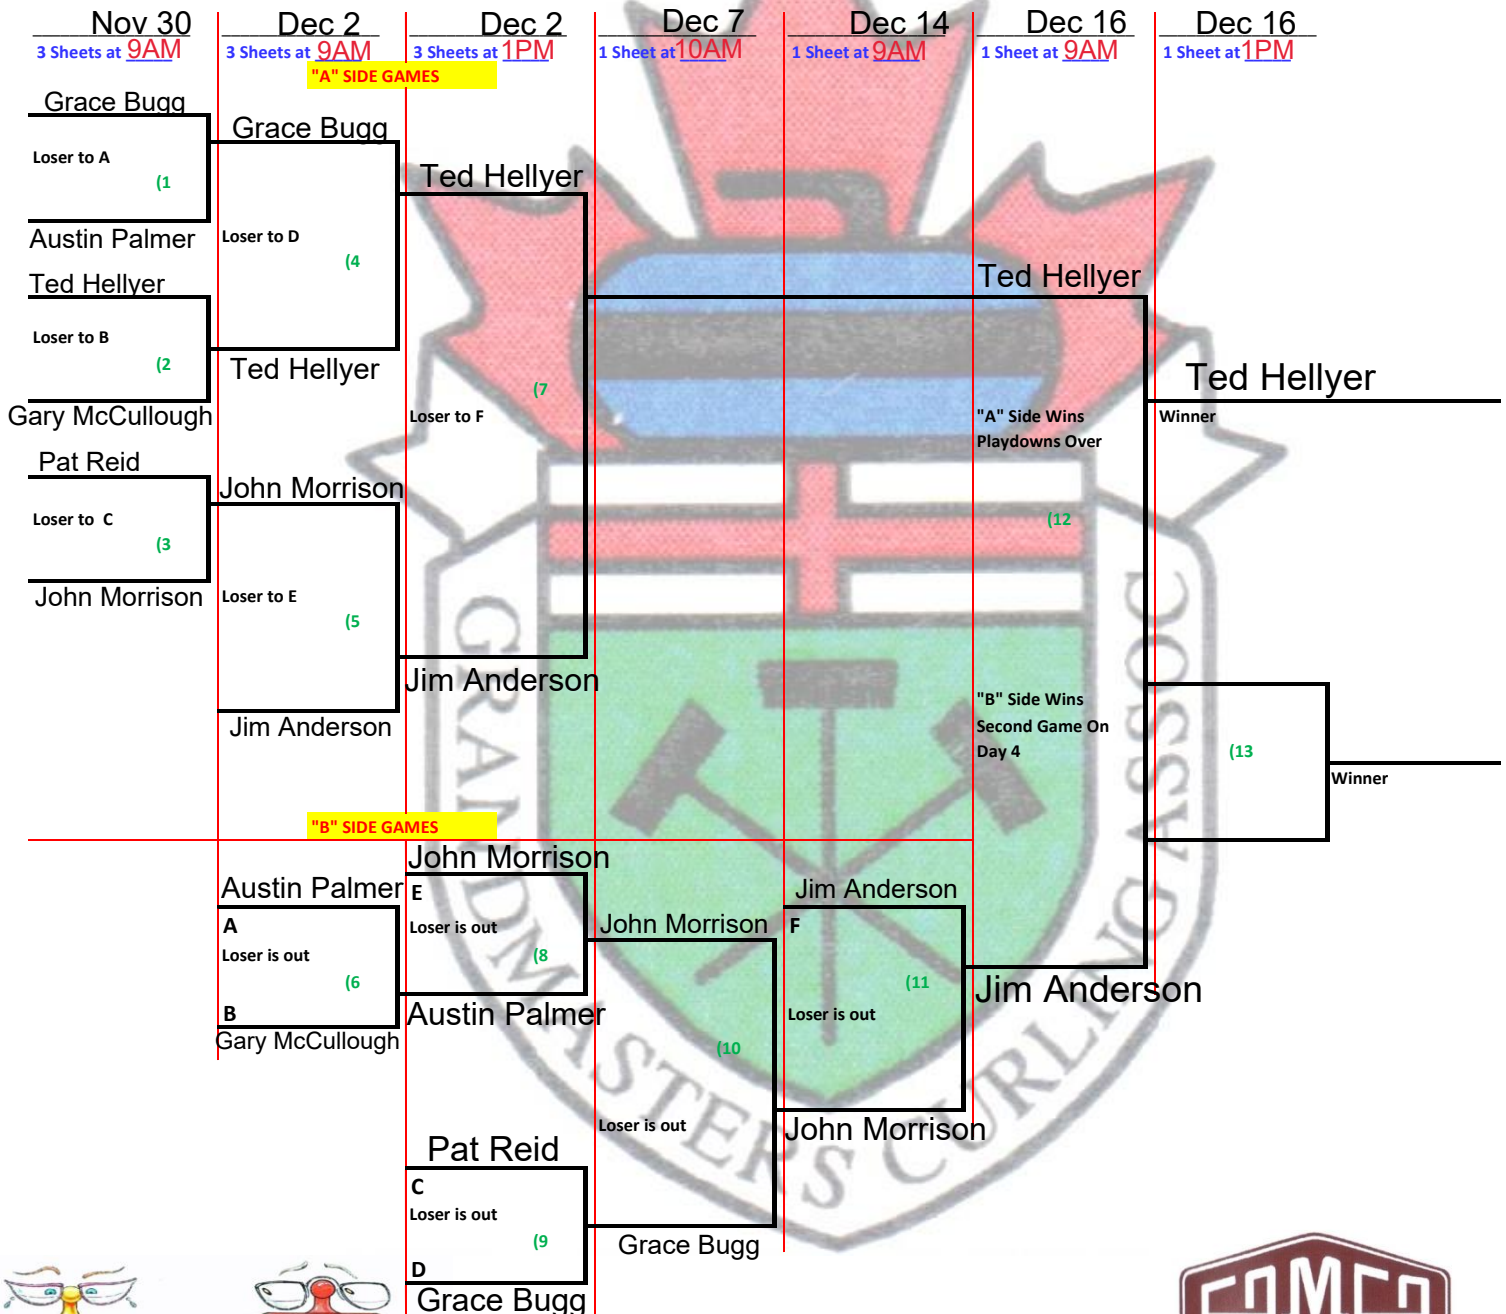 Nov 30
Dec 2
Dec 2
Dec 7
Dec 14
Dec 16
Dec 16
3 Sheets at 9AM
3 Sheets at 9AM
3 Sheets at 1PM
1 Sheet at 10AM
1 Sheet at 9AM
1 Sheet at 9AM
1 Sheet at 1PM
"A" SIDE GAMES
Grace Bugg
Loser to A
(1
Austin Palmer
Ted Hellyer
Loser to B
(2
Gary McCullough
Pat Reid
Loser to C
(3
John Morrison
Grace Bugg
Loser to D
(4
Ted Hellyer
John Morrison
Loser to E
(5
Jim Anderson
Ted Hellyer
(7
Loser to F
Jim Anderson
Ted Hellyer
"A" Side Wins
Playdowns Over
(12
"B" Side Wins
Second Game On
Day 4
Ted Hellyer
Winner
(13
Winner
"B" SIDE GAMES
Austin Palmer
A
Loser is out
(6
B
Gary McCullough
John Morrison
E
Loser is out
(8
Austin Palmer
Pat Reid
C
Loser is out
(9
D
Grace Bugg
John Morrison
(10
Loser is out
Grace Bugg
Jim Anderson
F
(11
Loser is out
John Morrison
Jim Anderson
GRANDMASTERS CURLING ASSOC